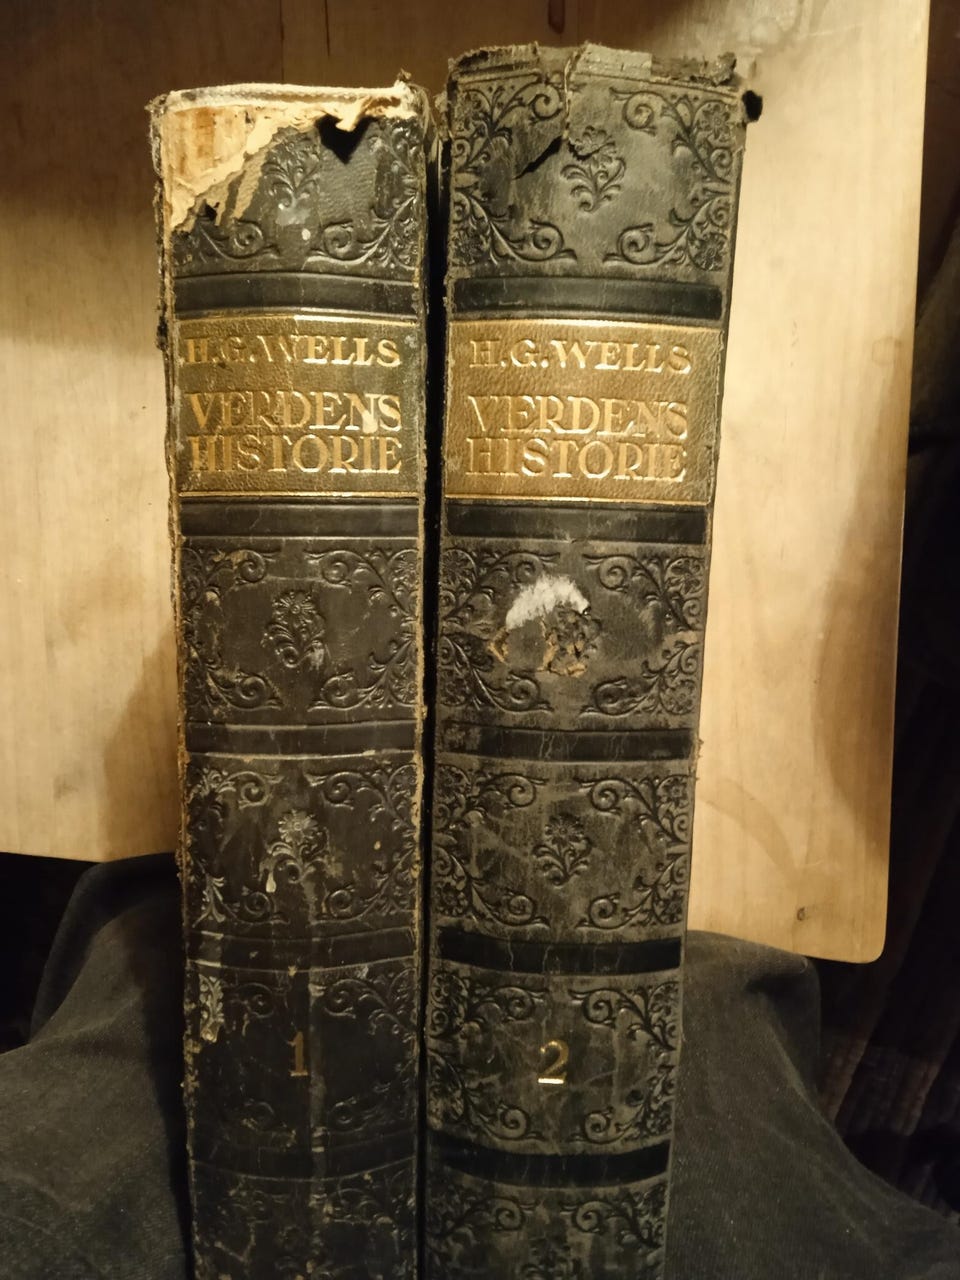 H.G.WELLS
VERDENS
HISTORIE
1
H.G.WELLS
VERDENS
HISTORIE
2